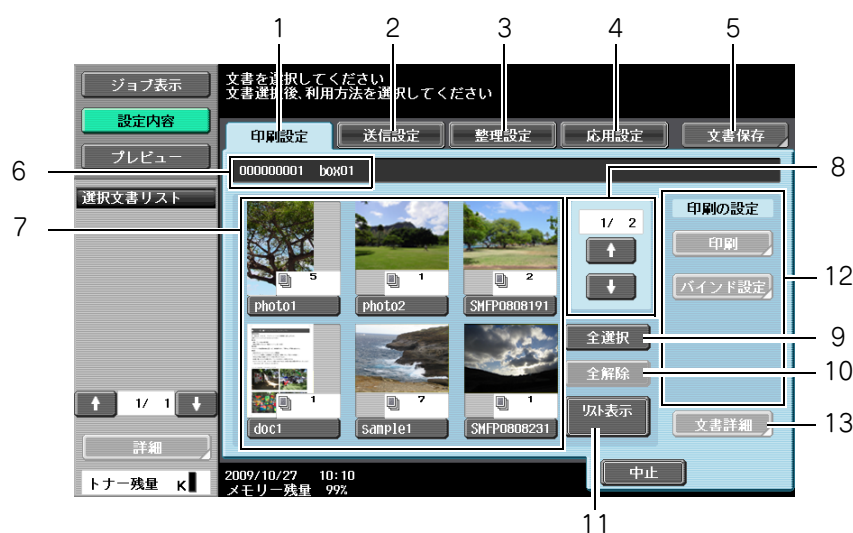 1 2 3 4 5
ジョブ表示
設定内容
プレビュー
選択文書リスト
1/ 1
詳細
トナー残量 K
文書を選択してください
文書選択後、利用方法を選択してください
印刷設定 送信設定 整理設定 応用設定 文書保存
6
000000001 box01
7
5
photo1
1
photo2
2
SMFP0808191
1
doc1
7
sample1
1
SMFP0808231
8
1/ 2
全選択
9
全解除
10
リスト表示
11
印刷の設定
印刷
バインド設定
12
文書詳細
13
2009/10/27 10:10
メモリー残量 99%
中止